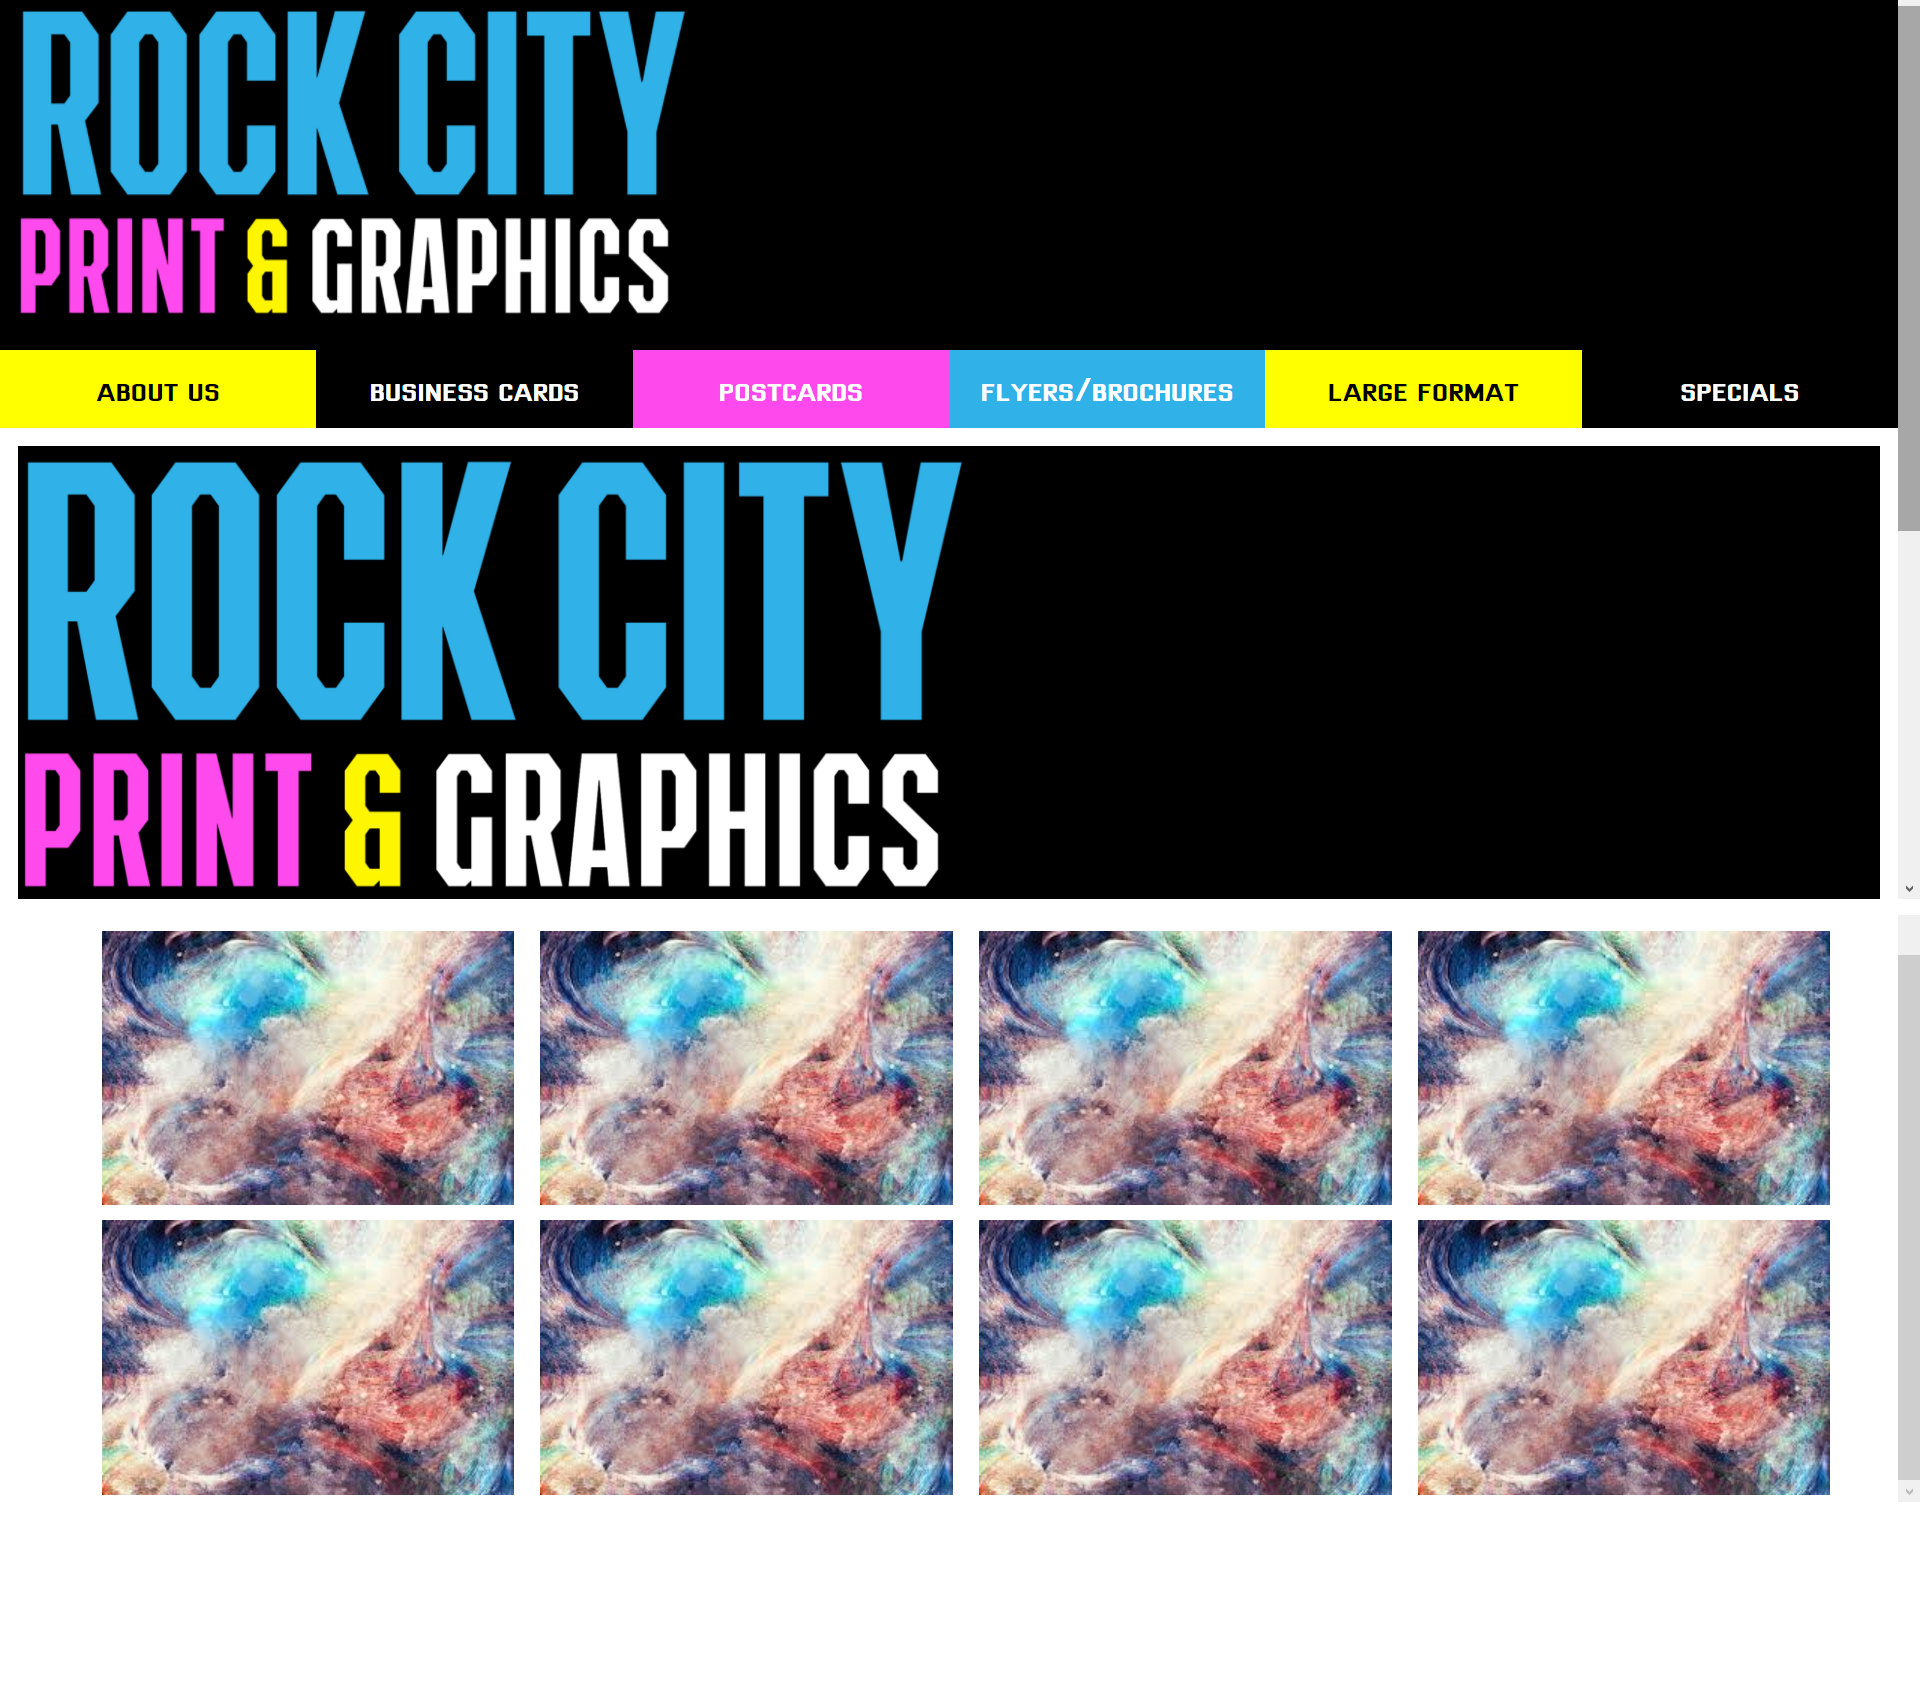 ROCK CITY
PRINT & GRAPHICS
ABOUT US
BUSINESS CARDS
POSTCARDS
FLYERS/BROCHURES
LARGE FORMAT
SPECIALS
ROCK CITY
PRINT & GRAPHICS